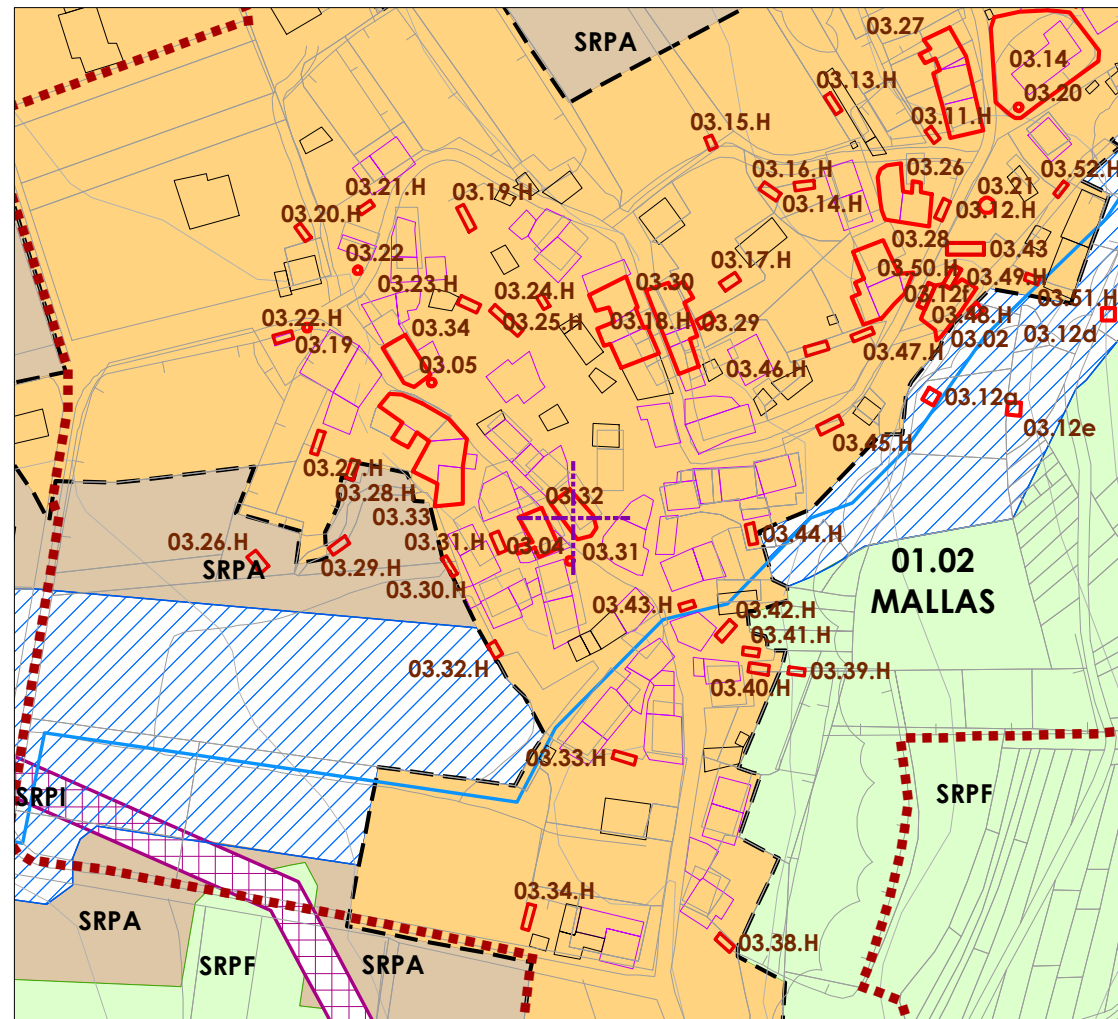 03.27
SRPA
03.14
03.13.H
03.20
03.11.H
03.15.H
03.16.H
03.26
03.52.H
03.21.H
03.19.H
03.21
03.14.H
03.12.H
03.20.H
03.28
03.43
03.22
03.17.H
03.50.H
03.49.H
03.23.H
03.30
03.24.H
03.12f
03.51.H
03.22.H
03.34
03.25.H
03.18.H
03.29
03.48.H
03.12d
03.19
03.02
03.47.H
03.05
03.46.H
03.12a
03.12e
03.45.H
03.27.H
03.28.H
03.32
03.33
03.44.H
03.26.H
03.31.H
03.04
03.31
SRPA
03.29.H
01.02
MALLAS
03.30.H
03.43.H
03.42.H
03.41.H
03.32.H
03.39.H
03.40.H
03.33.H
SRPI
SRPF
03.34.H
SRPA
03.38.H
SRPF
SRPA